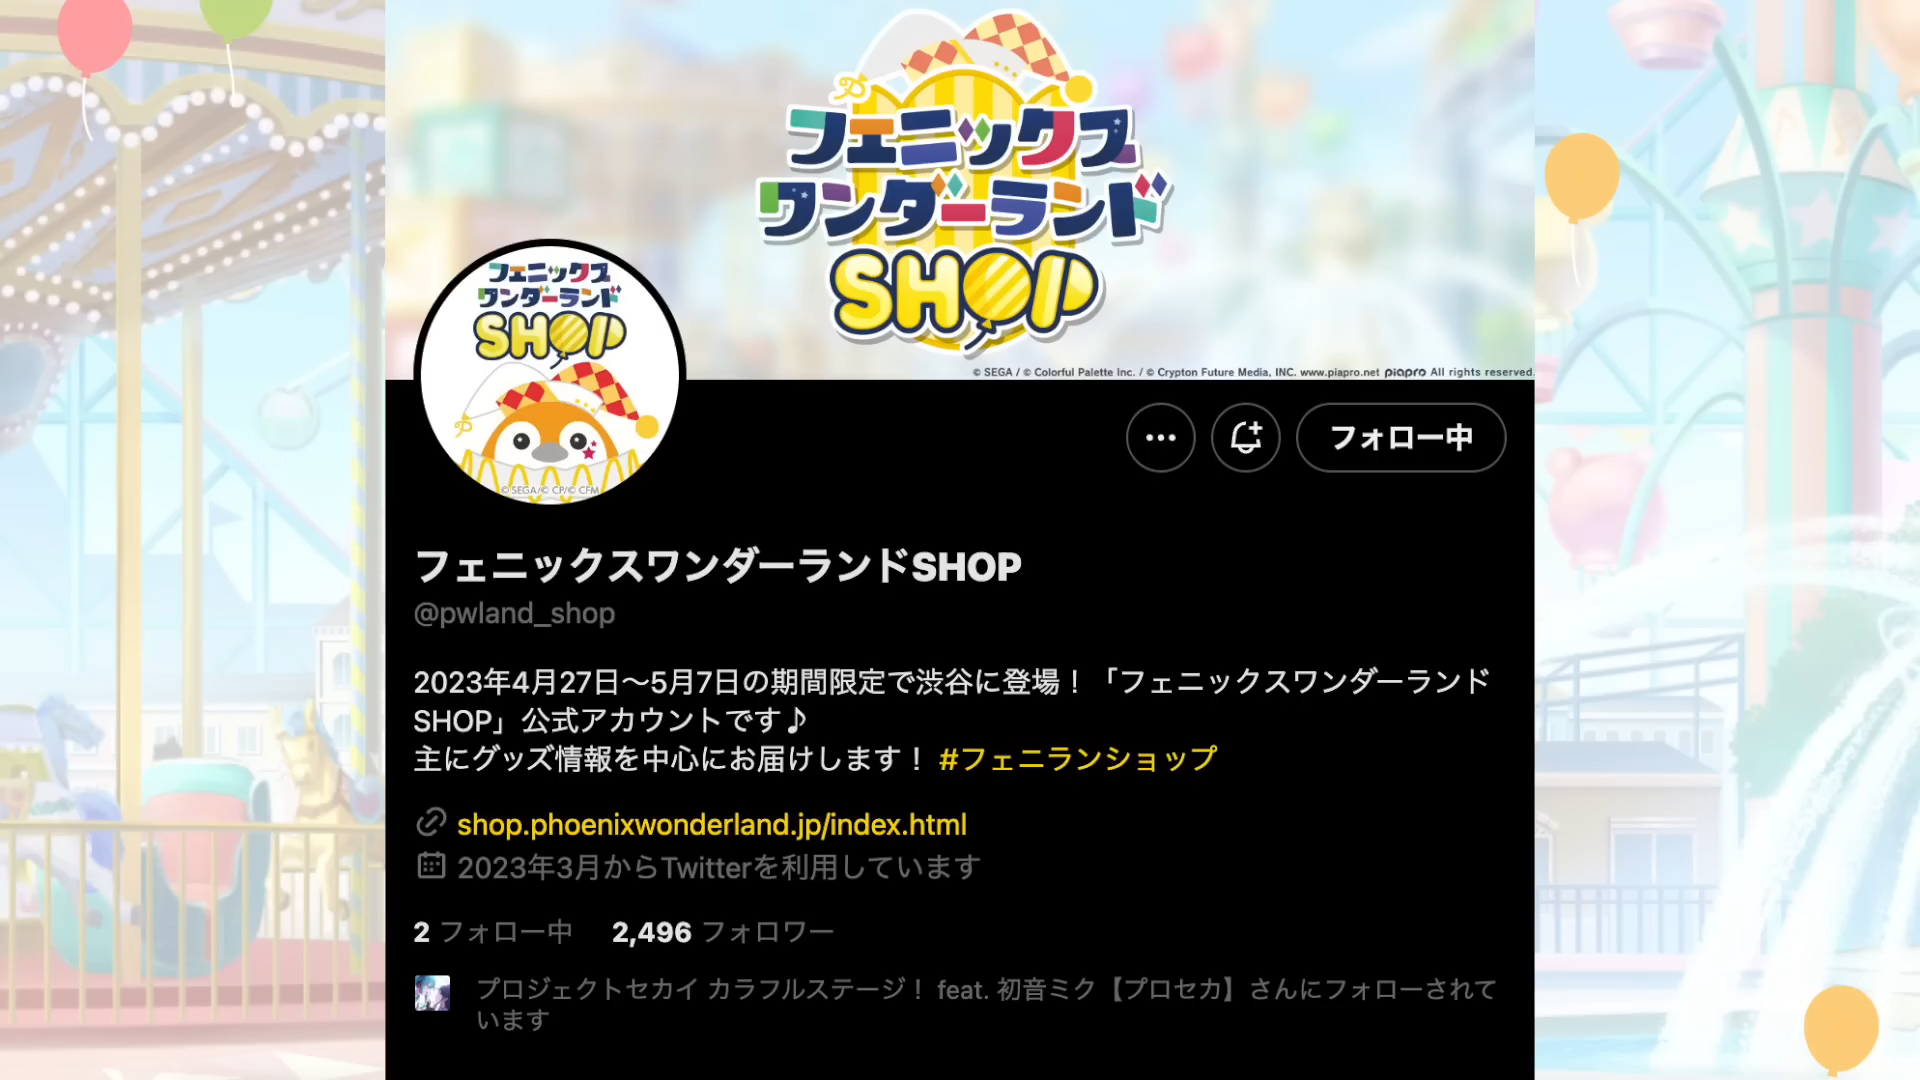 フェニックス
ワンダーランド
SHOP
© SEGA / © Colorful Palette Inc. / © Crypton Future Media, INC. www.piapro.net piapro All rights reserved.
フェニックス
ワンダーランド
SHOP
© SEGA/© CP/© CFM
フォロー中
フェニックスワンダーランドSHOP
@pwland_shop
2023年4月27日〜5月7日の期間限定で渋谷に登場！「フェニックスワンダーランド
SHOP」公式アカウントです♪
主にグッズ情報を中心にお届けします！ #フェニランショップ
shop.phoenixwonderland.jp/index.html
2023年3月からTwitterを利用しています
2 フォロー中 2,496 フォロワー
プロジェクトセカイ カラフルステージ！ feat. 初音ミク【プロセカ】さんにフォローされて
います